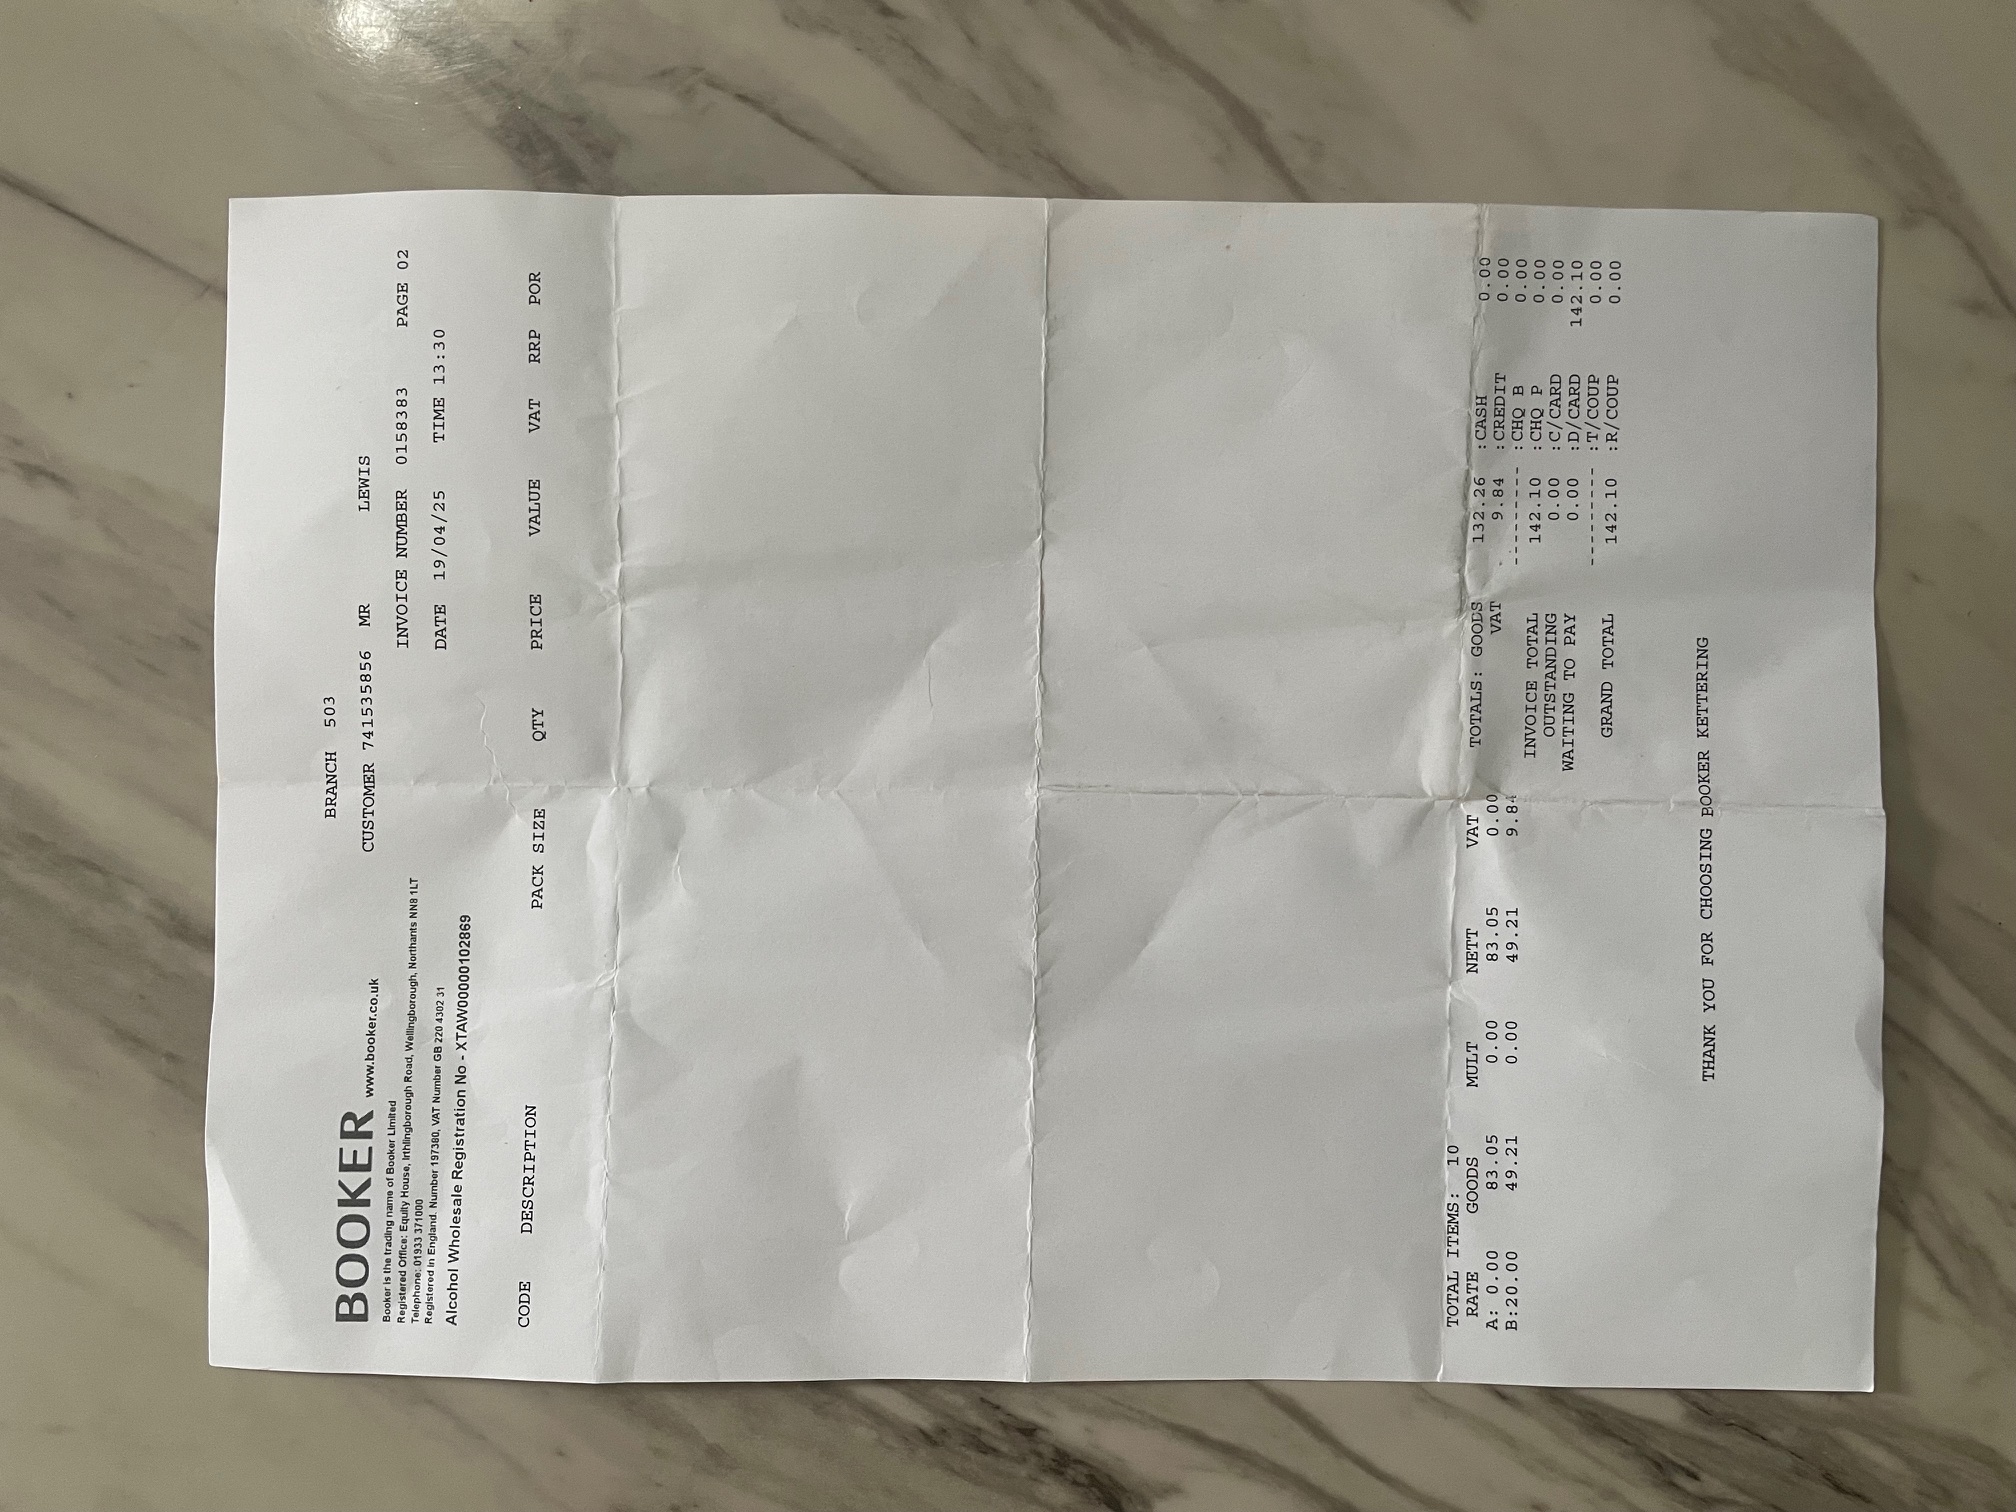 BRANCH 503
BOOKER www.booker.co.uk
CUSTOMER 741535856 MR LEWIS
Booker is the trading name of Booker Limited
Registered Office: Equity House, Irthlingborough Road, Wellingborough, Northants NN8 1LT
Telephone: 01933 371000
Registered in England. Number 197380, VAT Number GB 220 4302 31
Alcohol Wholesale Registration No - XTAW00000102869
INVOICE NUMBER 0158383 PAGE 02
DATE 19/04/25 TIME 13:30
CODE DESCRIPTION PACK SIZE QTY PRICE VALUE VAT RRP POR
TOTAL ITEMS: 10
RATE GOODS MULT NETT VAT
A: 0.00 83.05 0.00 83.05 0.00
B:20.00 49.21 0.00 49.21 9.84
TOTALS: GOODS 132.26 :CASH 0.00
VAT 9.84 :CREDIT 0.00
--------- :CHQ B 0.00
INVOICE TOTAL 142.10 :CHQ P 0.00
OUTSTANDING 0.00 :C/CARD 0.00
WAITING TO PAY 0.00 :D/CARD 142.10
--------- :T/COUP 0.00
GRAND TOTAL 142.10 :R/COUP 0.00
THANK YOU FOR CHOOSING BOOKER KETTERING